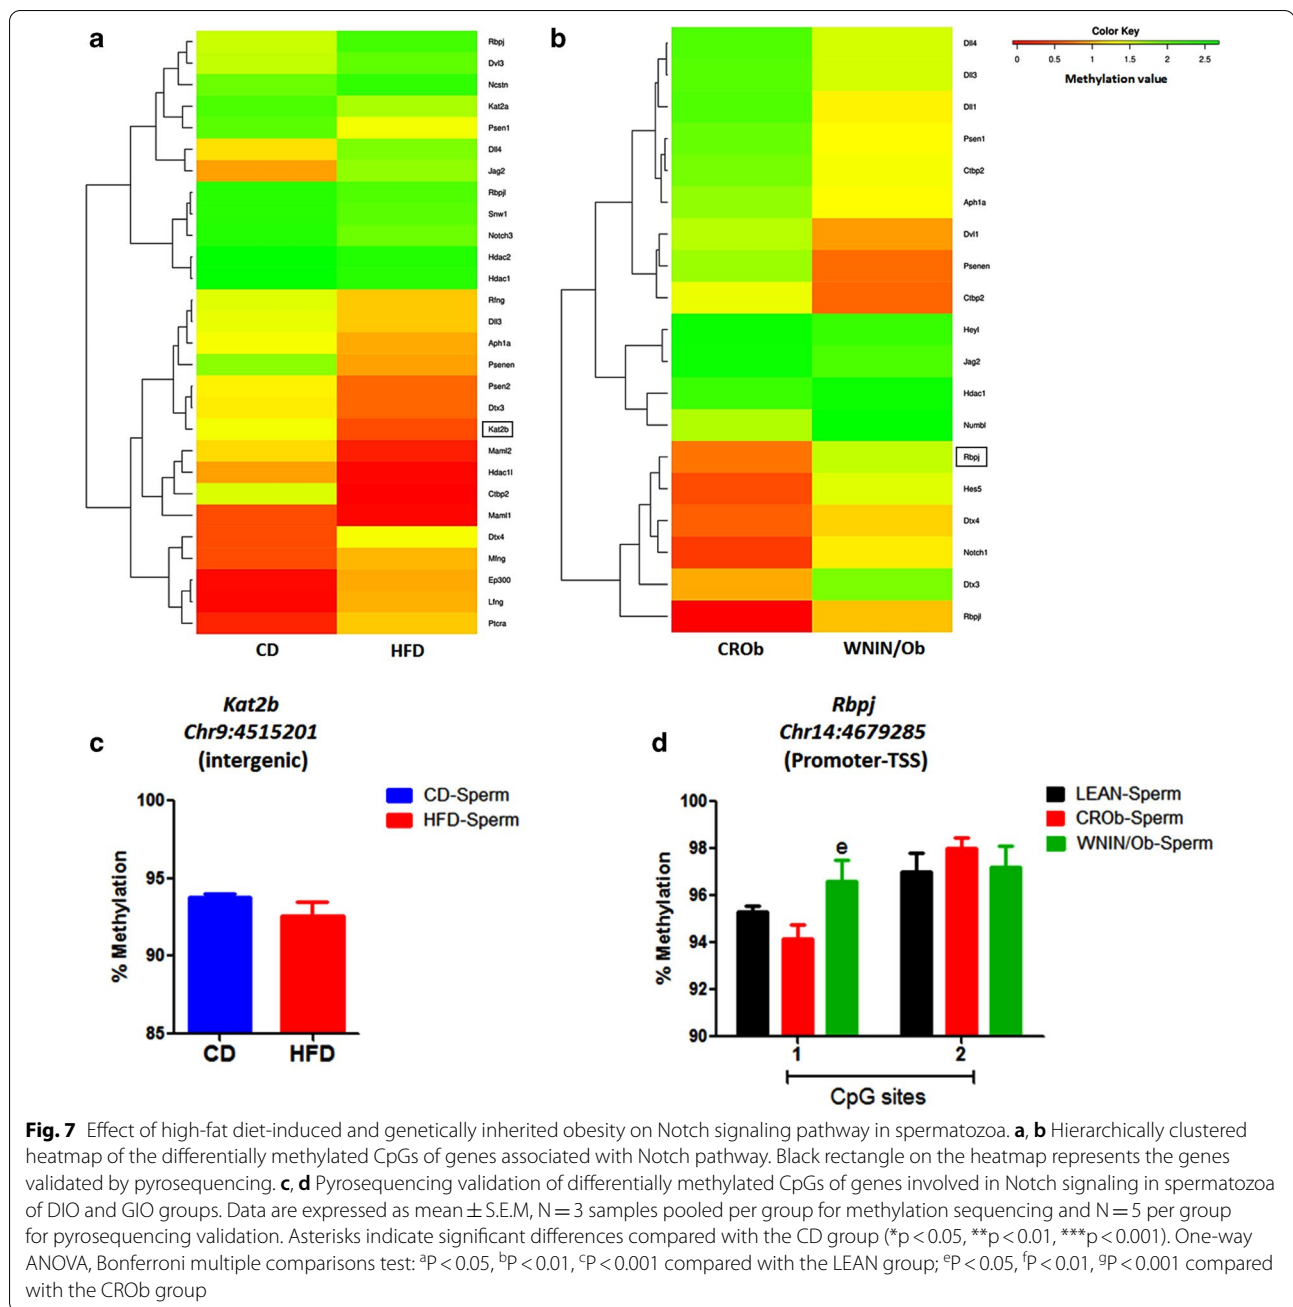 a
Rbpj
Dvl3
Ncstn
Kat2a
Psen1
Dll4
Jag2
Rbpjl
Snw1
Notch3
Hdac2
Hdac1
Rfng
Dll3
Aph1a
Psenen
Psen2
Dtx3
Kat2b
Maml2
Hdac1l
Ctbp2
Maml1
Dtx4
Mfng
Ep300
Lfng
Ptcra
CD HFD
b
Dll4
Dll3
Dll1
Psen1
Ctbp2
Aph1a
Dvl1
Psenen
Ctbp2
Heyl
Jag2
Hdac1
Numbl
Rbpj
Hes5
Dtx4
Notch1
Dtx3
Rbpjl
CROb WNIN/Ob
Color Key
0 0.5 1 1.5 2 2.5
Methylation value
c
Kat2b
Chr9:4515201
(intergenic)
100
95
90
85
% Methylation
CD HFD
CD-Sperm
HFD-Sperm
d
Rbpj
Chr14:4679285
(Promoter-TSS)
100
98
96
94
92
90
% Methylation
e
1 2
CpG sites
LEAN-Sperm
CROb-Sperm
WNIN/Ob-Sperm
Fig. 7 Effect of high-fat diet-induced and genetically inherited obesity on Notch signaling pathway in spermatozoa. a, b Hierarchically clustered
heatmap of the differentially methylated CpGs of genes associated with Notch pathway. Black rectangle on the heatmap represents the genes
validated by pyrosequencing. c, d Pyrosequencing validation of differentially methylated CpGs of genes involved in Notch signaling in spermatozoa
of DIO and GIO groups. Data are expressed as mean ± S.E.M, N = 3 samples pooled per group for methylation sequencing and N = 5 per group
for pyrosequencing validation. Asterisks indicate significant differences compared with the CD group (*p < 0.05, **p < 0.01, ***p < 0.001). One-way
ANOVA, Bonferroni multiple comparisons test: ᵃP < 0.05, ᵇP < 0.01, ᶜP < 0.001 compared with the LEAN group; ᵉP < 0.05, ᶠP < 0.01, ᵍP < 0.001 compared
with the CROb group